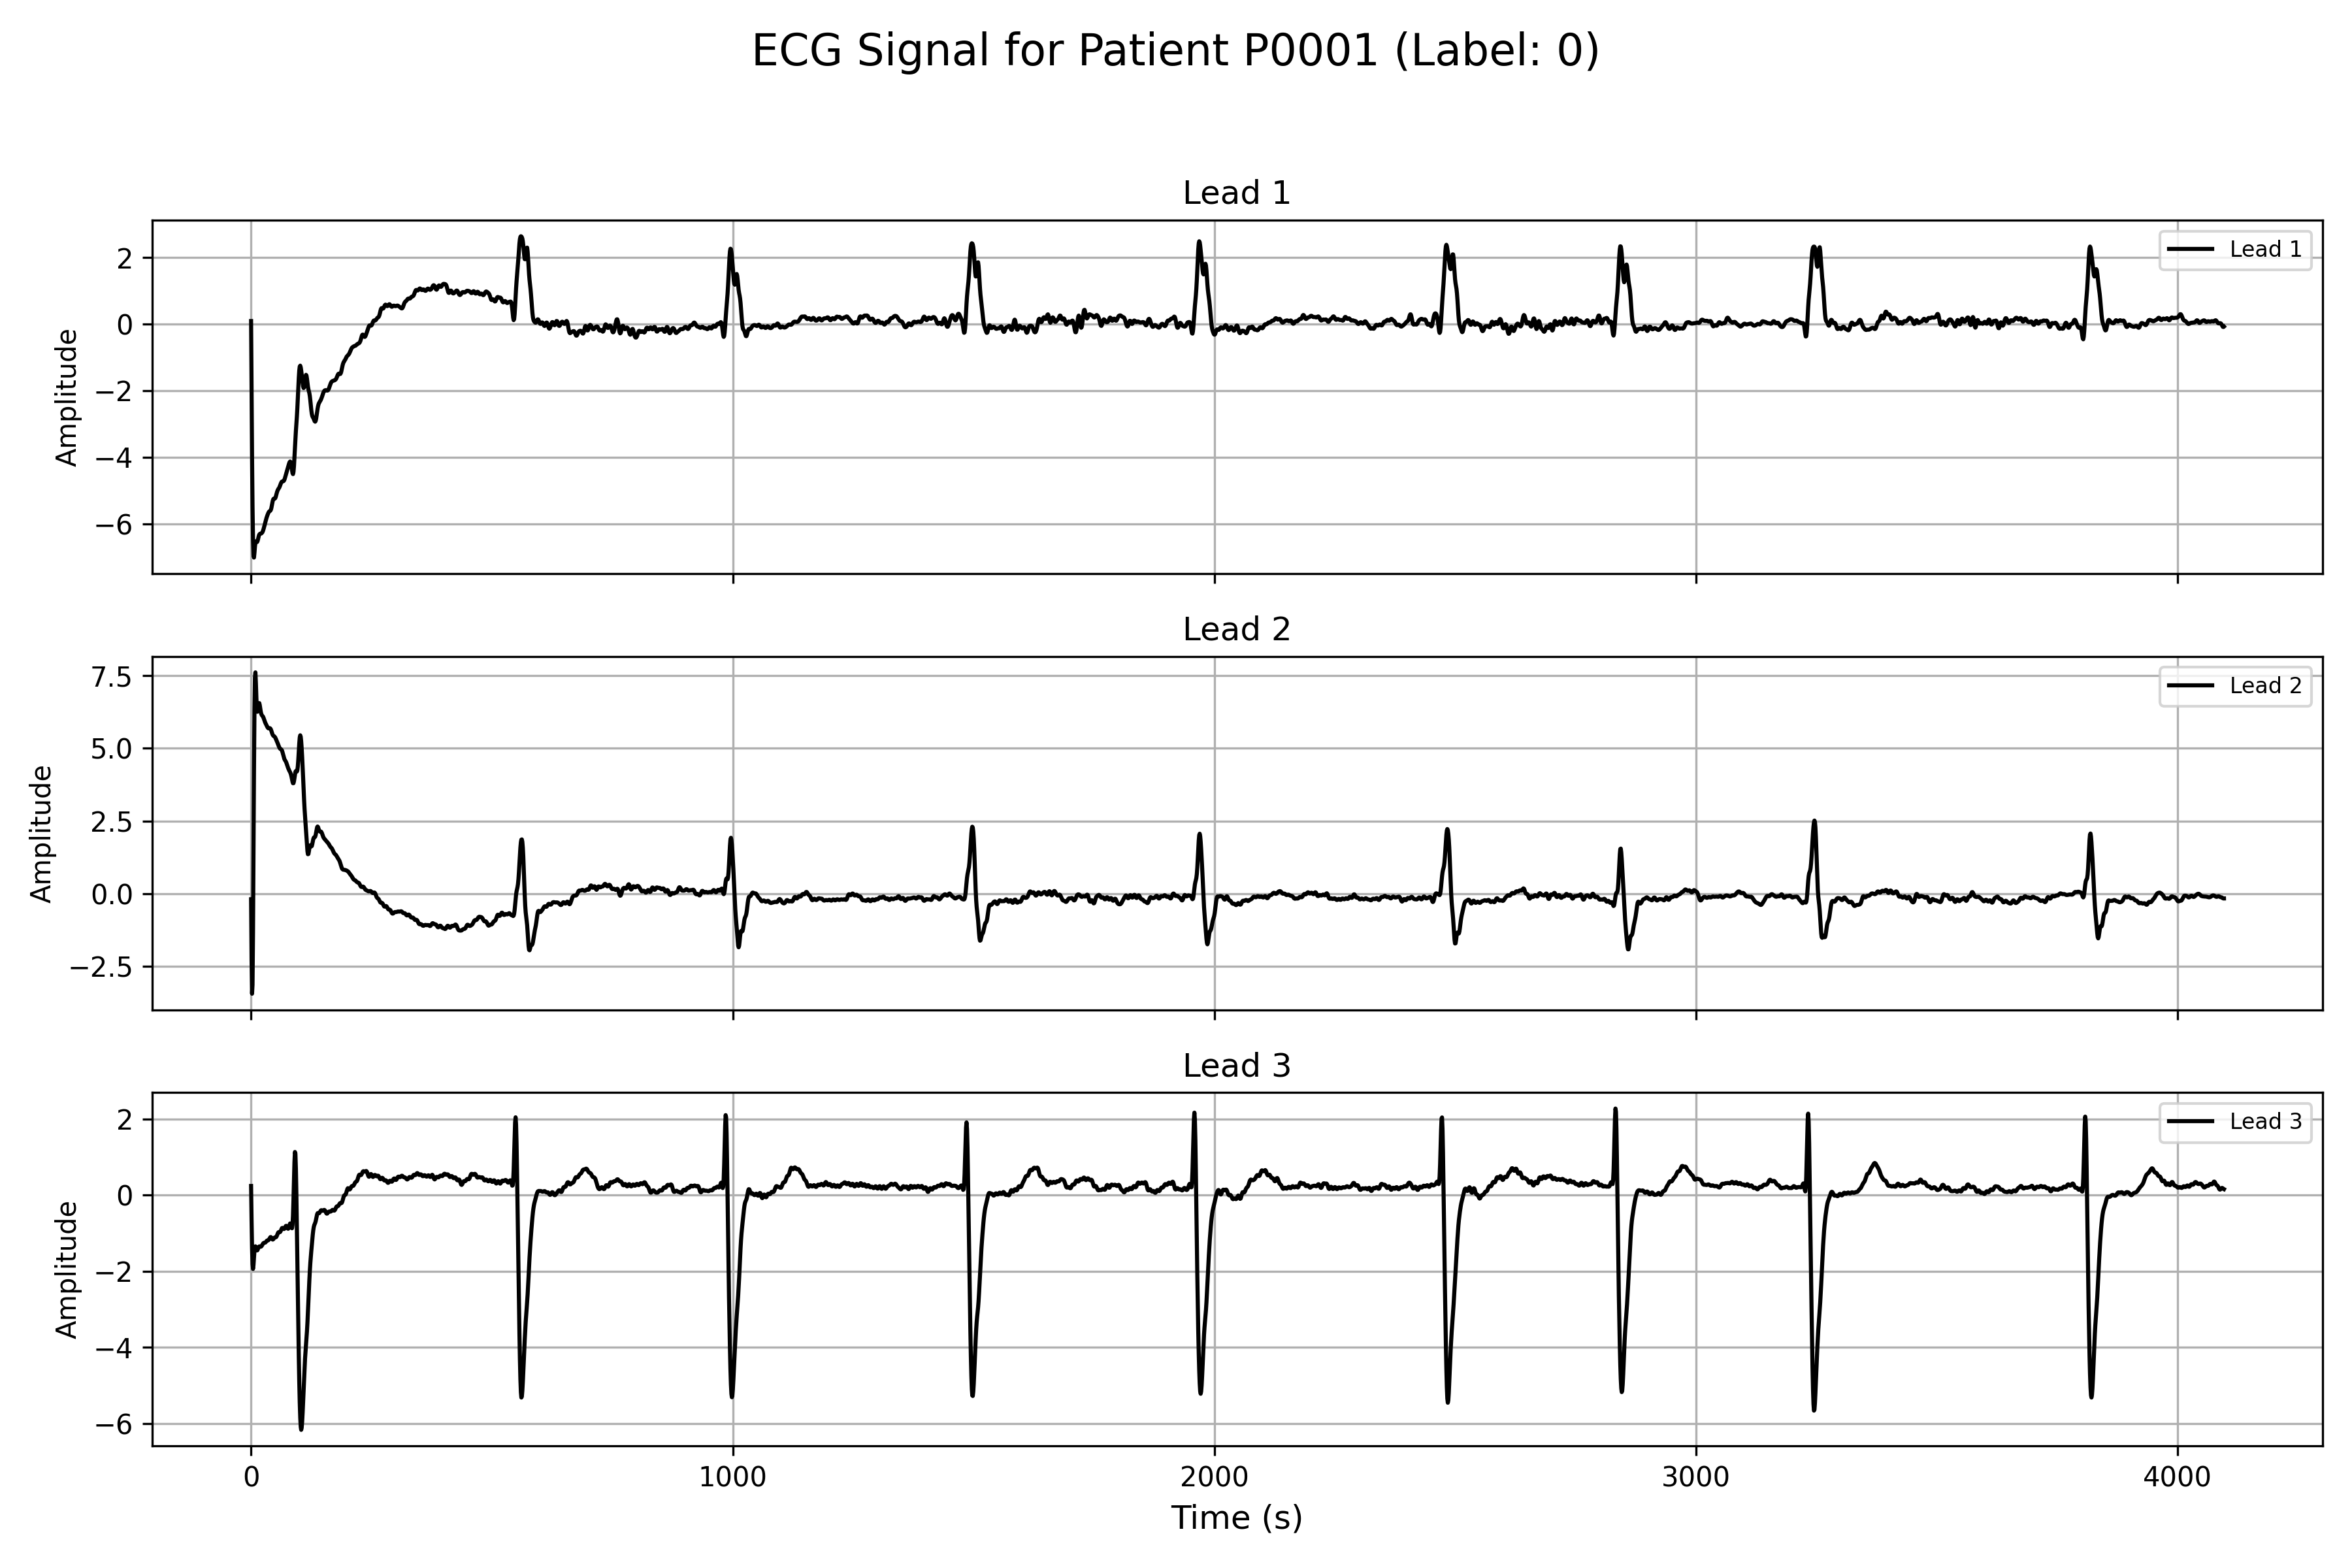 ECG Signal for Patient P0001 (Label: 0)
Lead 1
Amplitude
2
0
−2
−4
−6
Lead 1
Lead 2
Amplitude
7.5
5.0
2.5
0.0
−2.5
Lead 2
Lead 3
Amplitude
2
0
−2
−4
−6
Lead 3
0 1000 2000 3000 4000
Time (s)